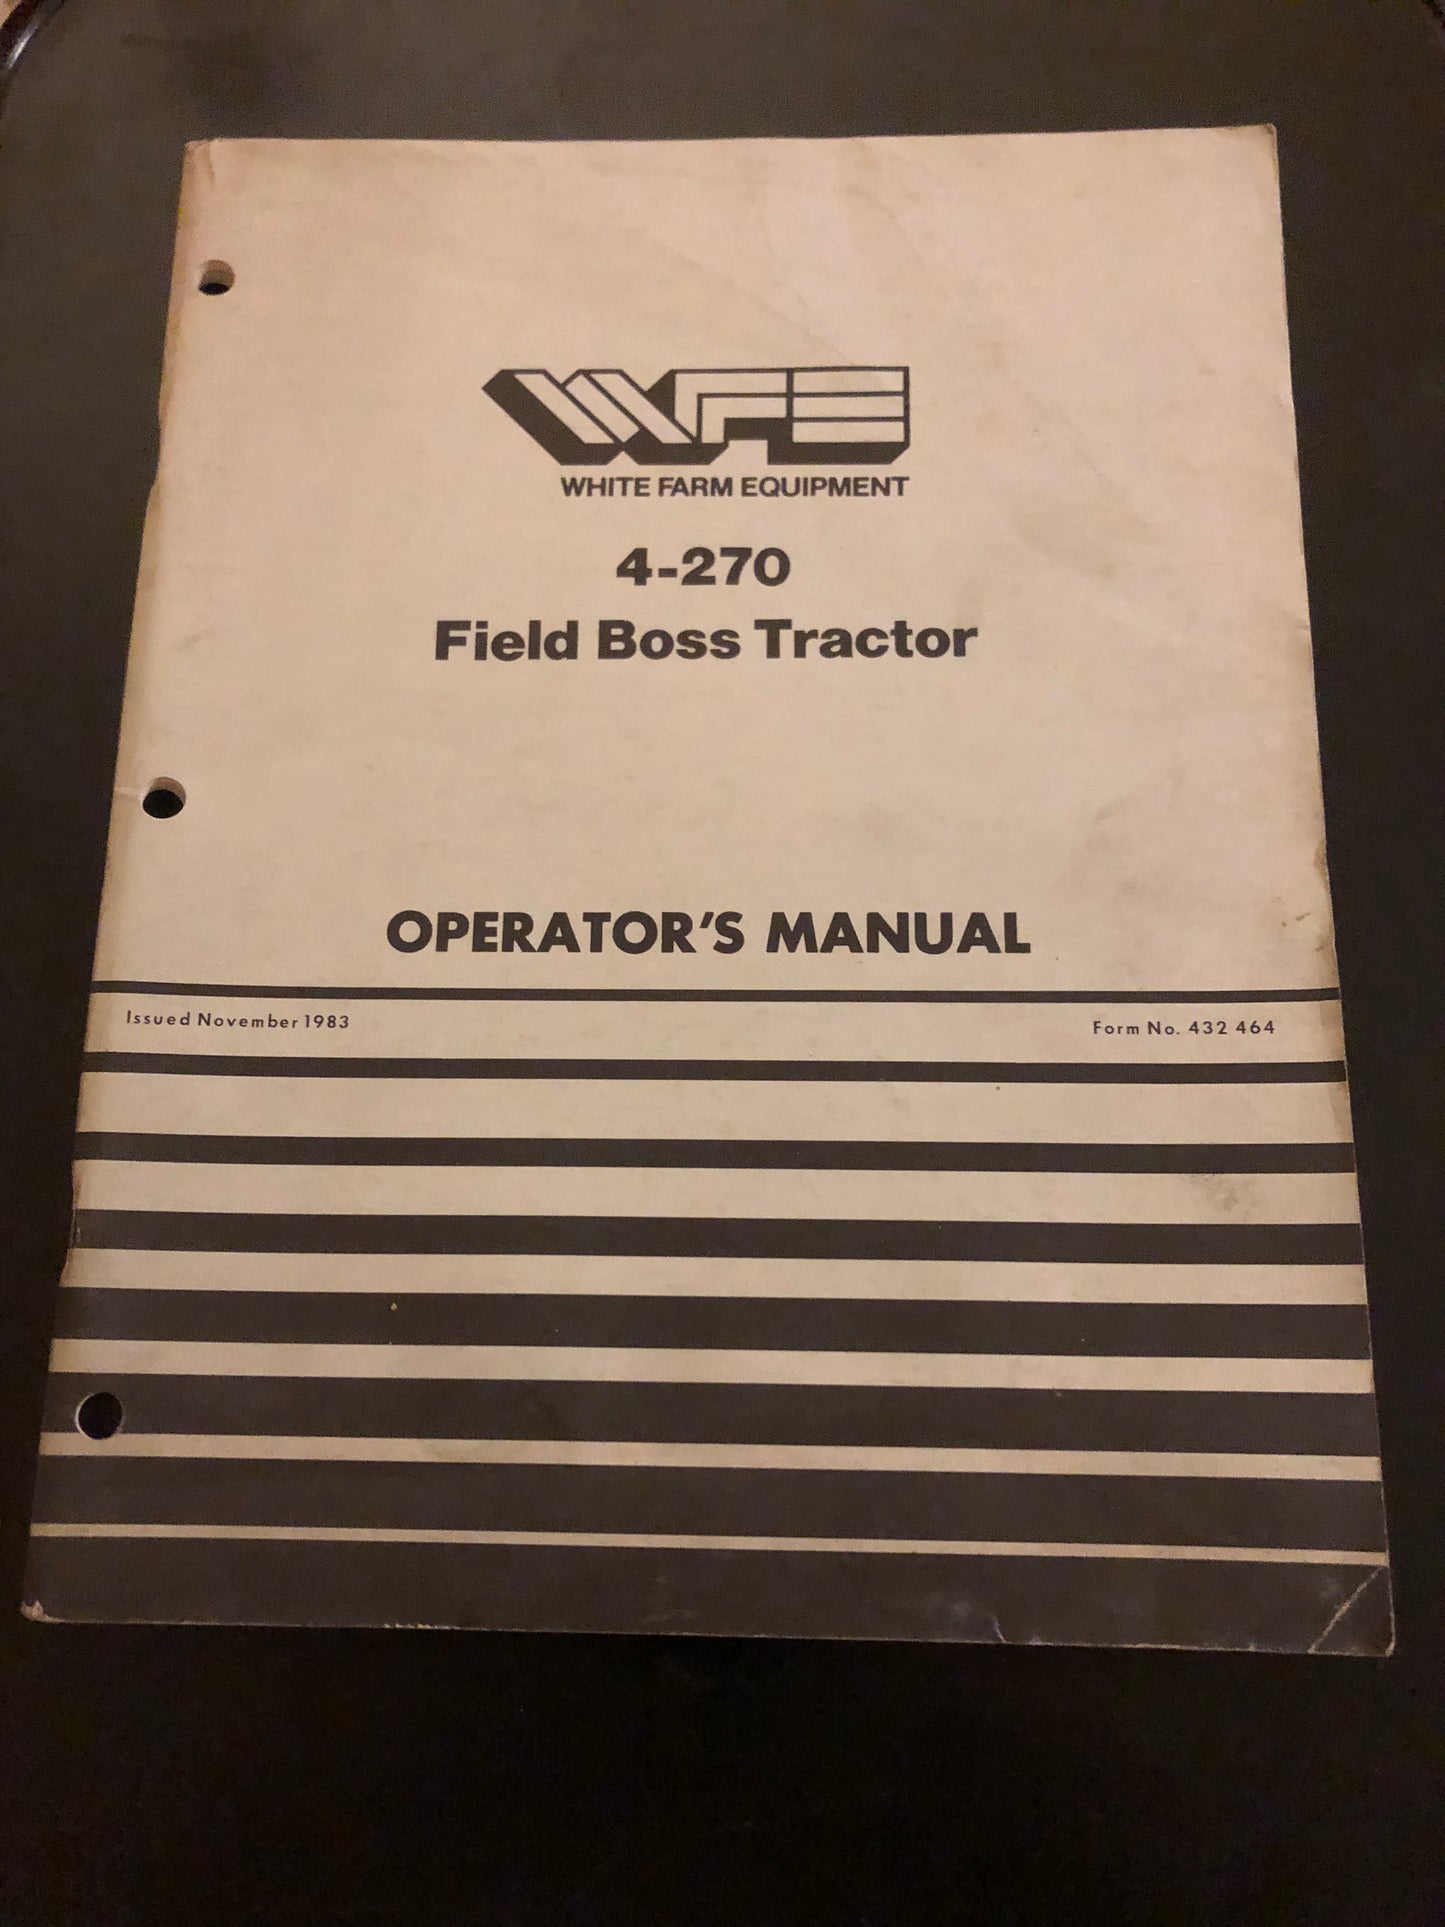 WFE
WHITE FARM EQUIPMENT
4-270
Field Boss Tractor
OPERATOR'S MANUAL
Issued November 1983
Form No. 432 464